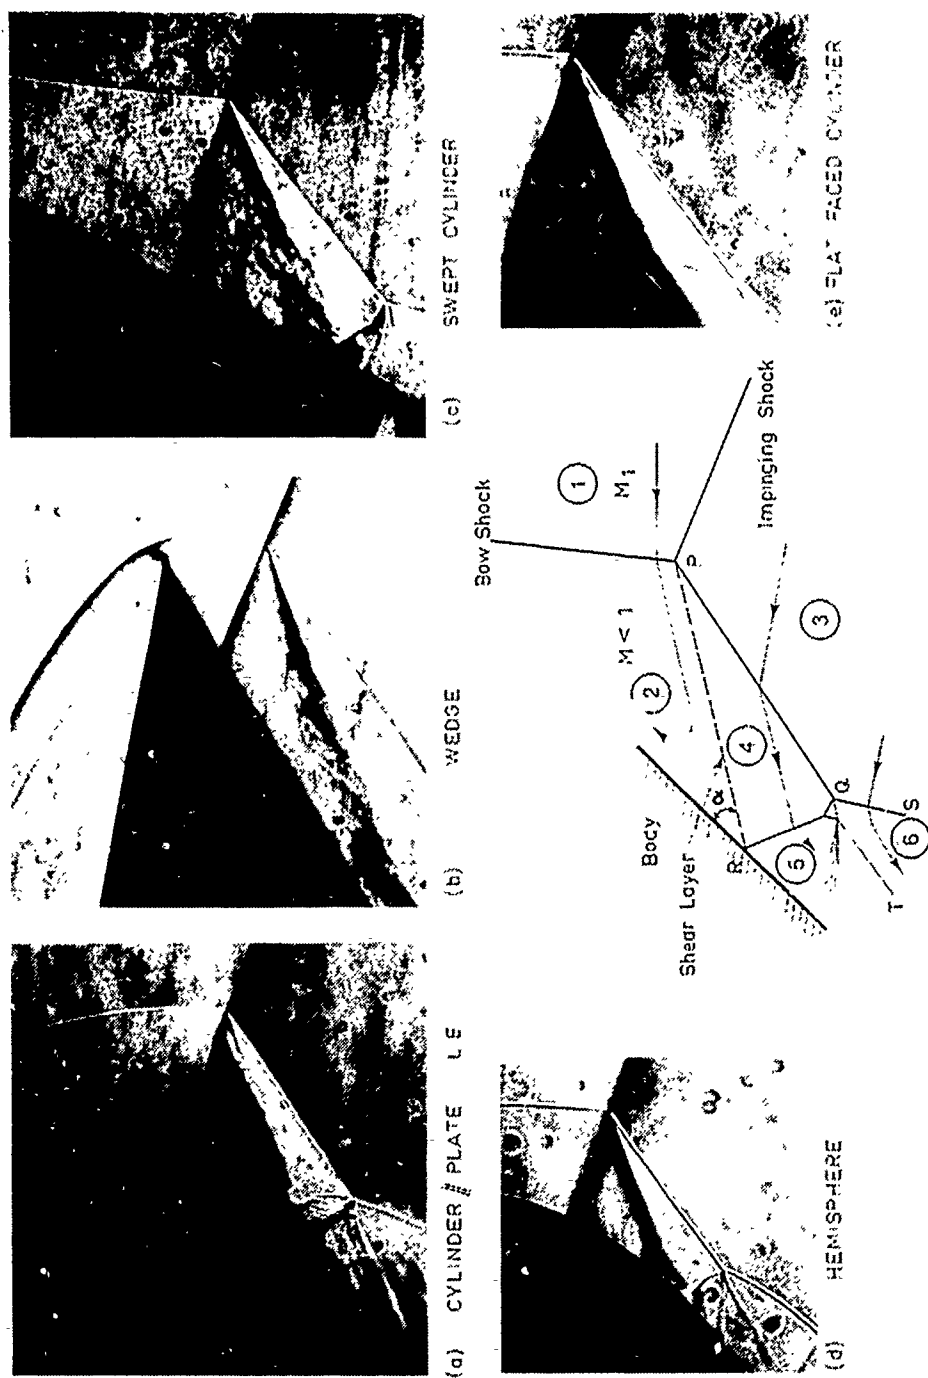 (a) CYLINDER // PLATE L E
(b) WEDGE
(c) SWEPT CYLINDER
(d) HEMISPHERE
Bow Shock
1
M1
P
Impinging Shock
M < 1
2
3
4
α
Body
R
Shear Layer
5
Q
S
6
T
(e) FLAT FACED CYLINDER